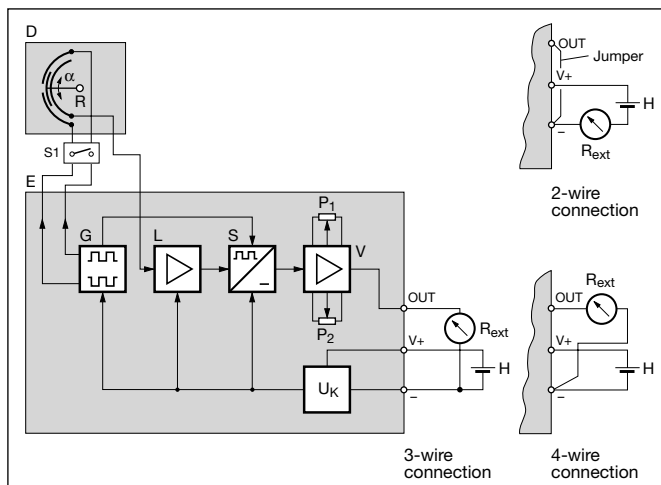 D
α
R
S1
E
G
L
S
P1
V
P2
UK
OUT
Rext
V+
H
–
3-wire
connection
OUT
Jumper
V+
H
–
Rext
2-wire
connection
Rext
OUT
V+
H
–
4-wire
connection